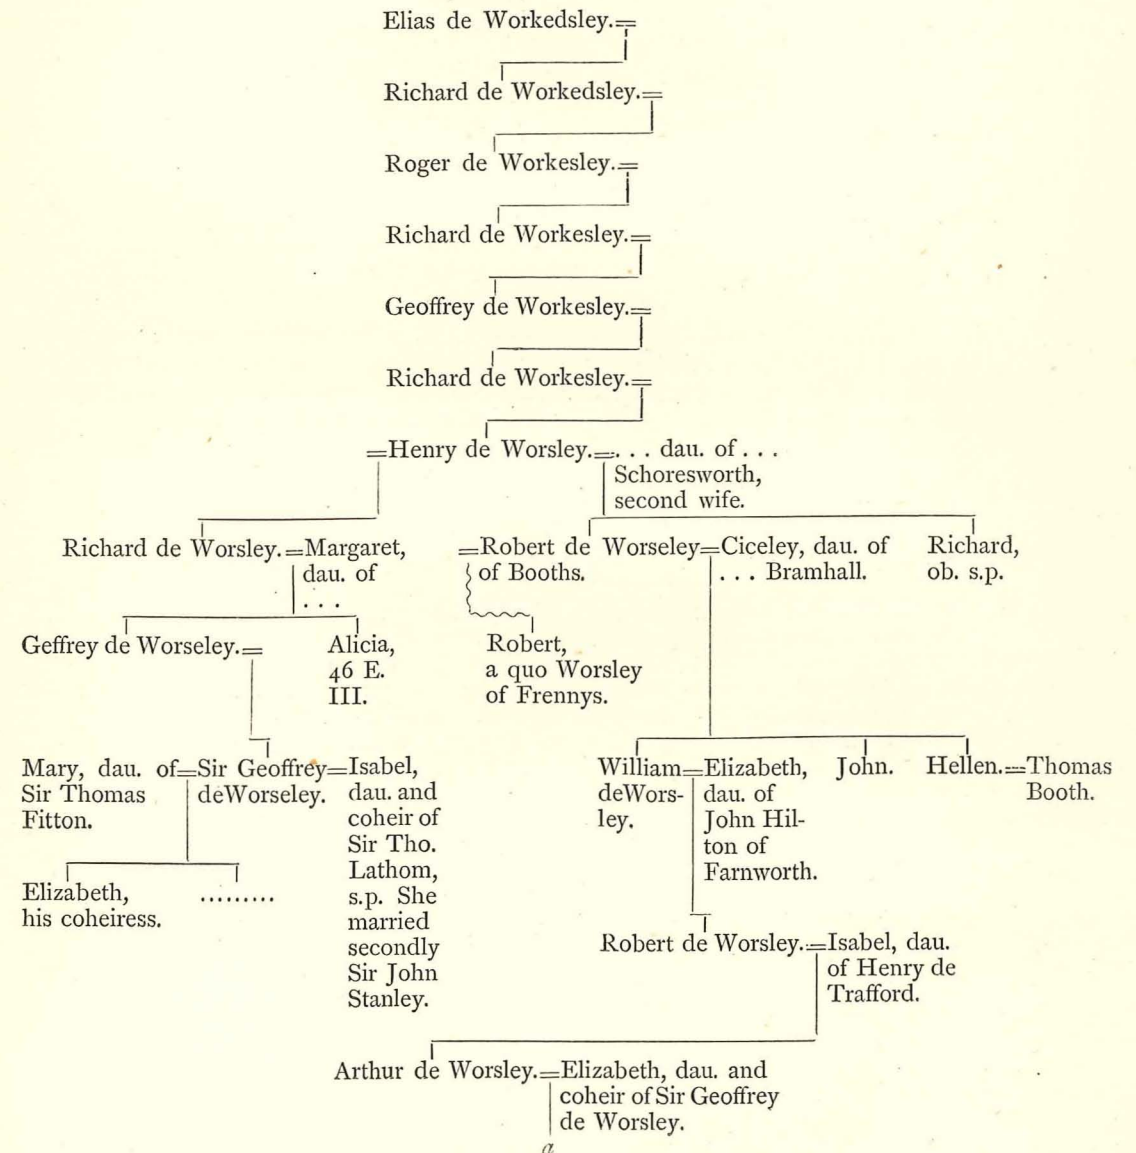 Elias de Workedsley.=
Richard de Workedsley.=
Roger de Workesley.=
Richard de Workesley.=
Geoffrey de Workesley.=
Richard de Workesley.=
=Henry de Worsley.=. . . dau. of . . .
Schoresworth,
second wife.
Richard de Worsley.=Margaret,
dau. of
. . .
=Robert de Worseley=Ciceley, dau. of
of Booths.
. . . Bramhall.
Richard,
ob. s.p.
Geffrey de Worseley.=
Alicia,
46 E.
III.
Robert,
a quo Worsley
of Frennys.
Mary, dau. of=Sir Geoffrey=Isabel,
Sir Thomas
Fitton.
deWorseley.
dau. and
coheir of
Sir Tho.
Lathom,
s.p. She
married
secondly
Sir John
Stanley.
William=Elizabeth,
deWors-
ley.
dau. of
John Hil-
ton of
Farnworth.
John.
Hellen.=Thomas
Booth.
Elizabeth,
his coheiress.
.........
Robert de Worsley.=Isabel, dau.
of Henry de
Trafford.
Arthur de Worsley.=Elizabeth, dau. and
coheir of Sir Geoffrey
de Worsley.
a